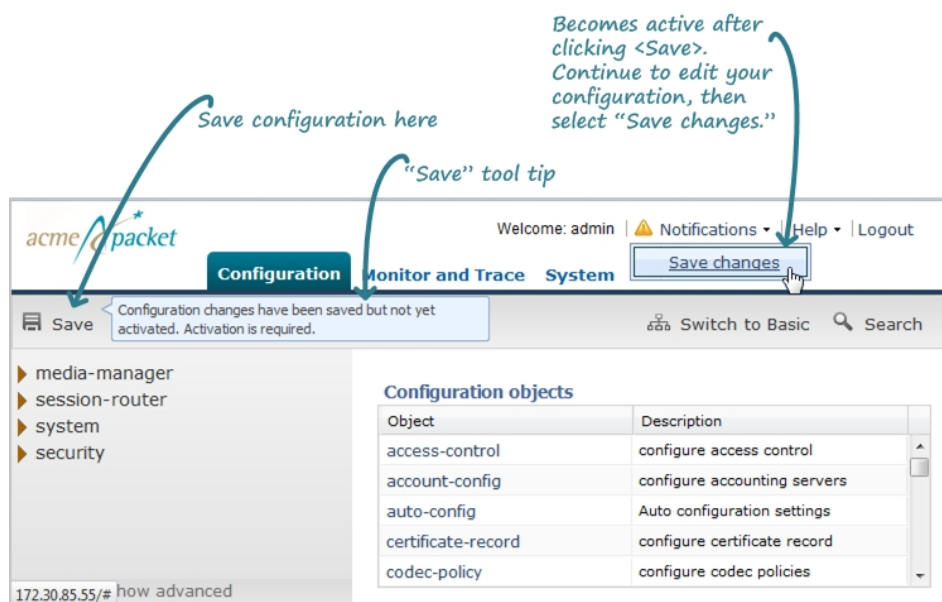 Becomes active after
clicking <Save>.
Continue to edit your
configuration, then
select “Save changes.”
Save configuration here
“Save” tool tip
acme packet
Welcome: admin | Notifications | Help | Logout
Save changes
Configuration Monitor and Trace System
Save
Configuration changes have been saved but not yet
activated. Activation is required.
Switch to Basic Search
media-manager
session-router
system
security
Configuration objects
Object Description
access-control configure access control
account-config configure accounting servers
auto-config Auto configuration settings
certificate-record configure certificate record
codec-policy configure codec policies
172.30.85.55/# how advanced